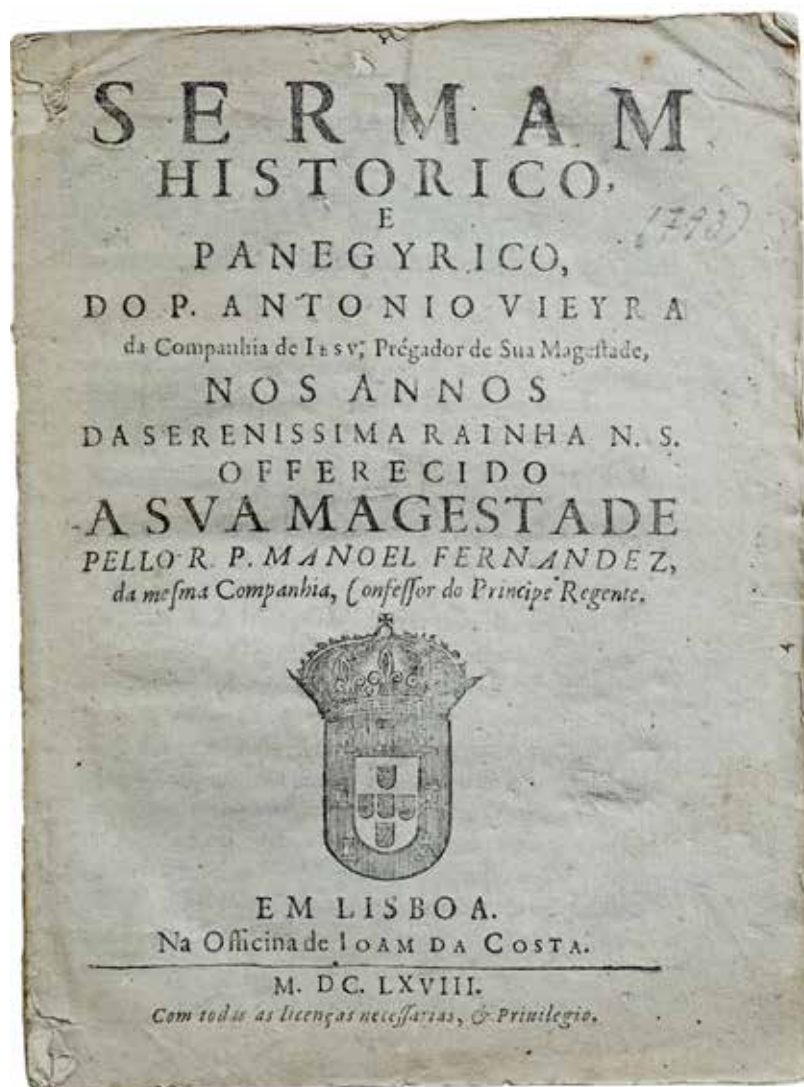 SERMAM
HISTORICO,
E
PANEGYRICO,
DO P. ANTONIO VIEYRA
da Companhia de IESV, Prégador de Sua Mageſtade,
NOS ANNOS
DA SERENISSIMA RAINHA N. S.
OFFERECIDO
A SVA MAGESTADE
PELLO R. P. MANOEL FERNANDEZ,
da meſma Companhia, Confeſſor do Principe Regente.
EM LISBOA.
Na Officina de IOAM DA COSTA.
M. DC. LXVIII.
Com todas as licenças neceſſarias, & Priuilegio.